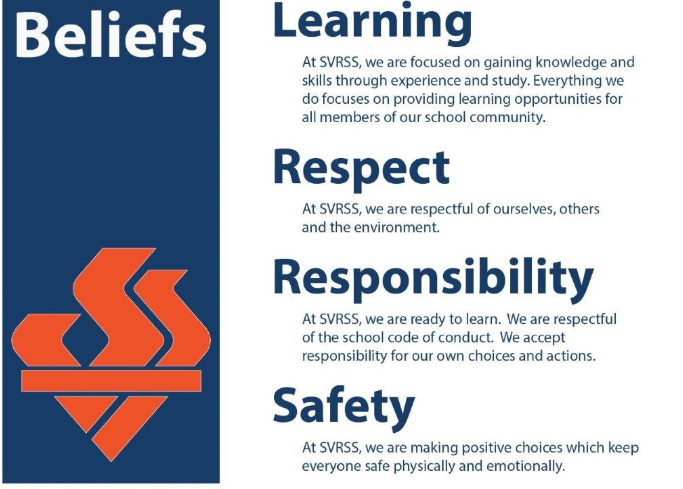 Beliefs
Learning
At SVRSS, we are focused on gaining knowledge and
skills through experience and study. Everything we
do focuses on providing learning opportunities for
all members of our school community.
Respect
At SVRSS, we are respectful of ourselves, others
and the environment.
Responsibility
At SVRSS, we are ready to learn.  We are respectful
of the school code of conduct.  We accept
responsibility for our own choices and actions.
Safety
At SVRSS, we are making positive choices which keep
everyone safe physically and emotionally.